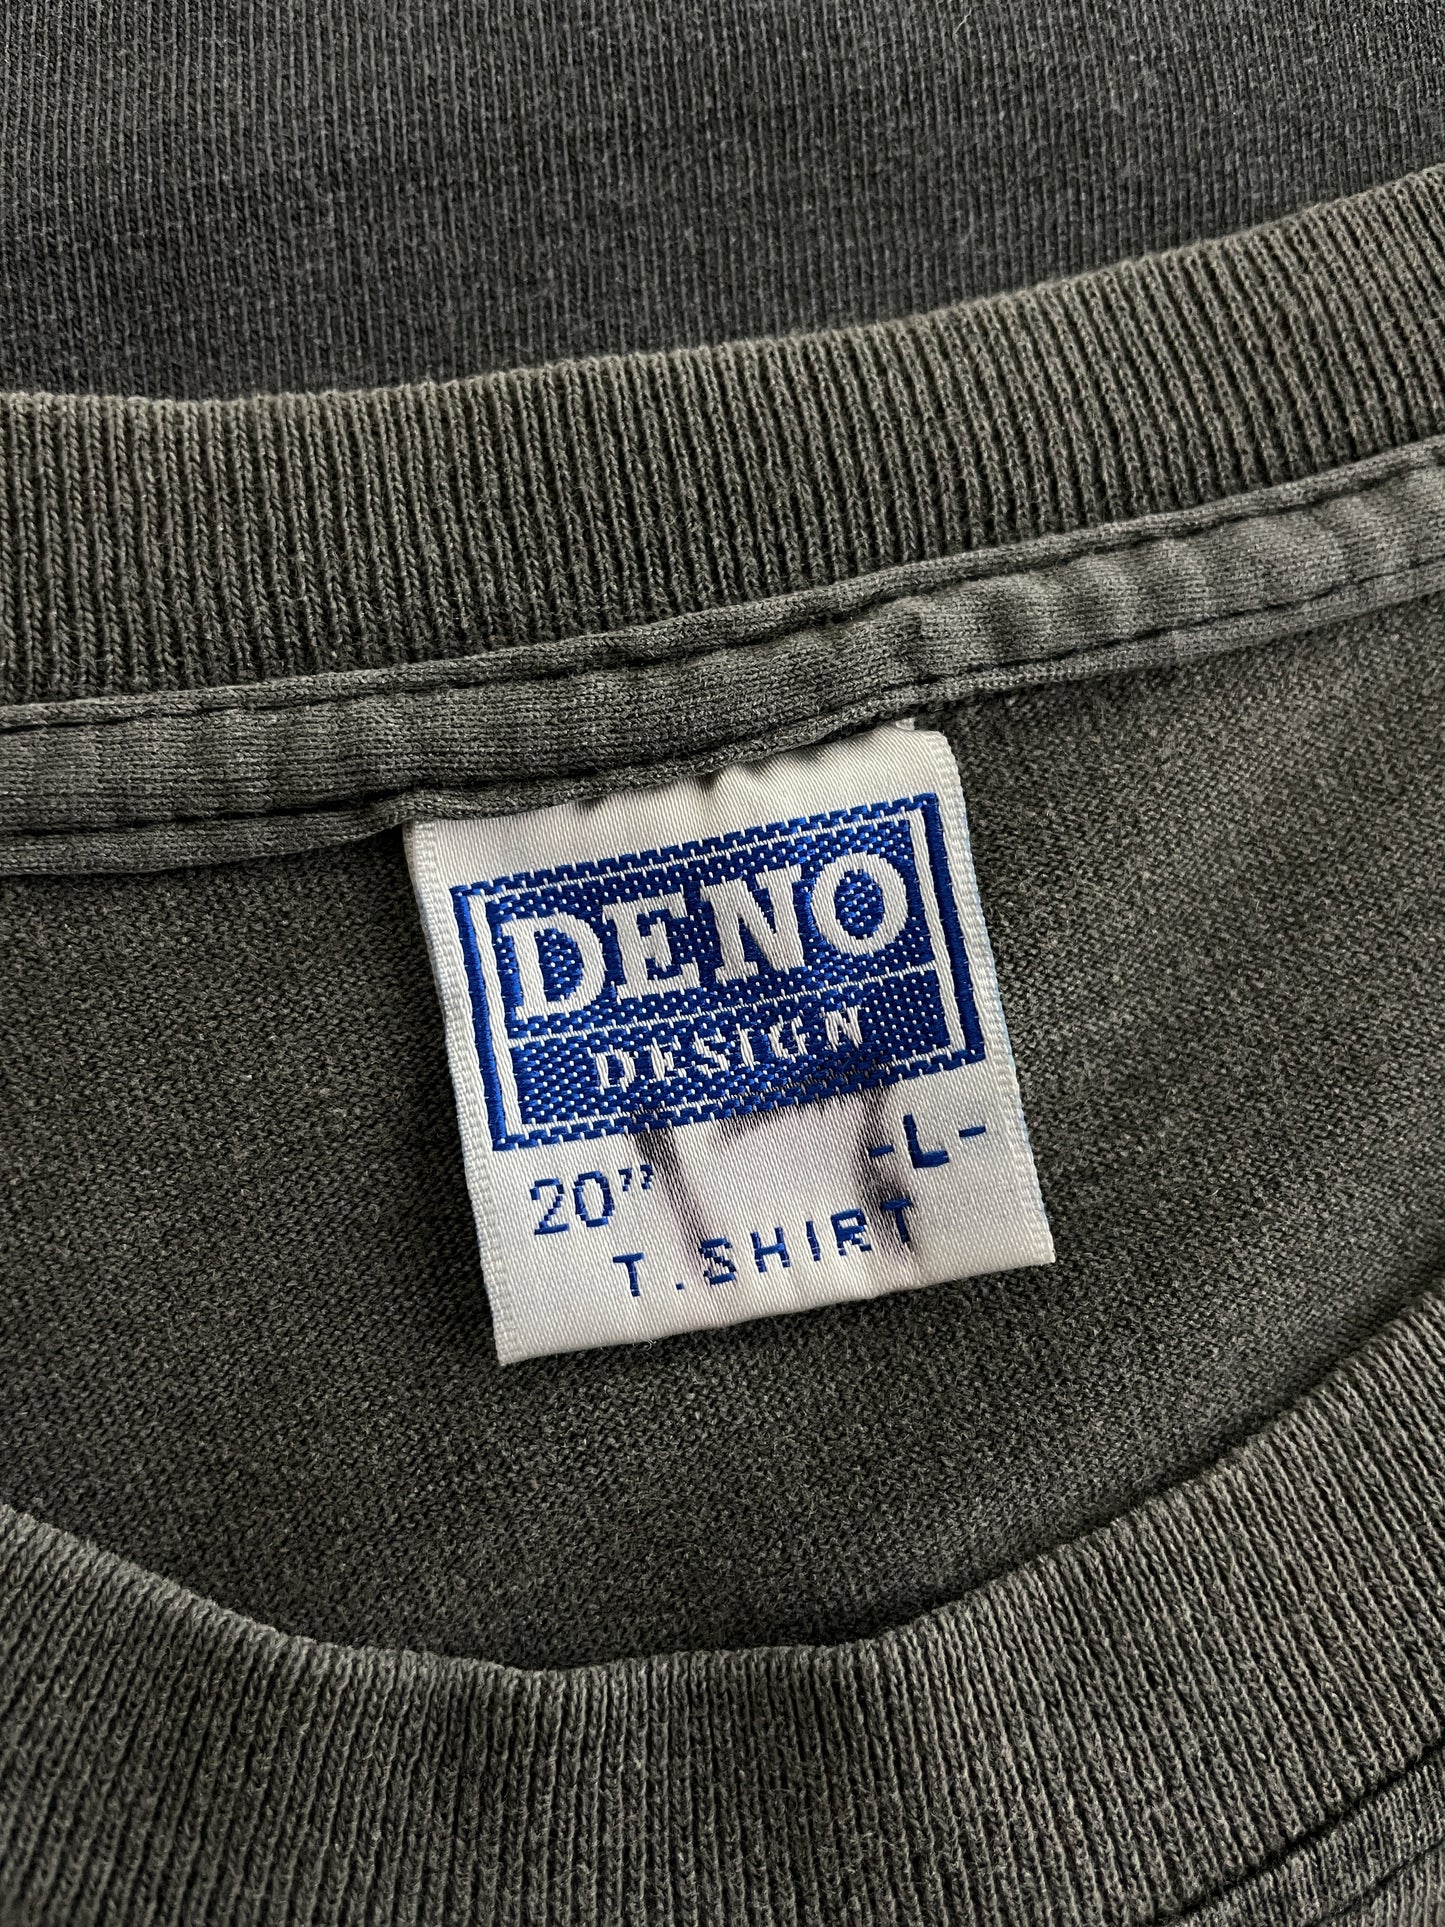 DENO
DESIGN
20” -L-
T.SHIRT